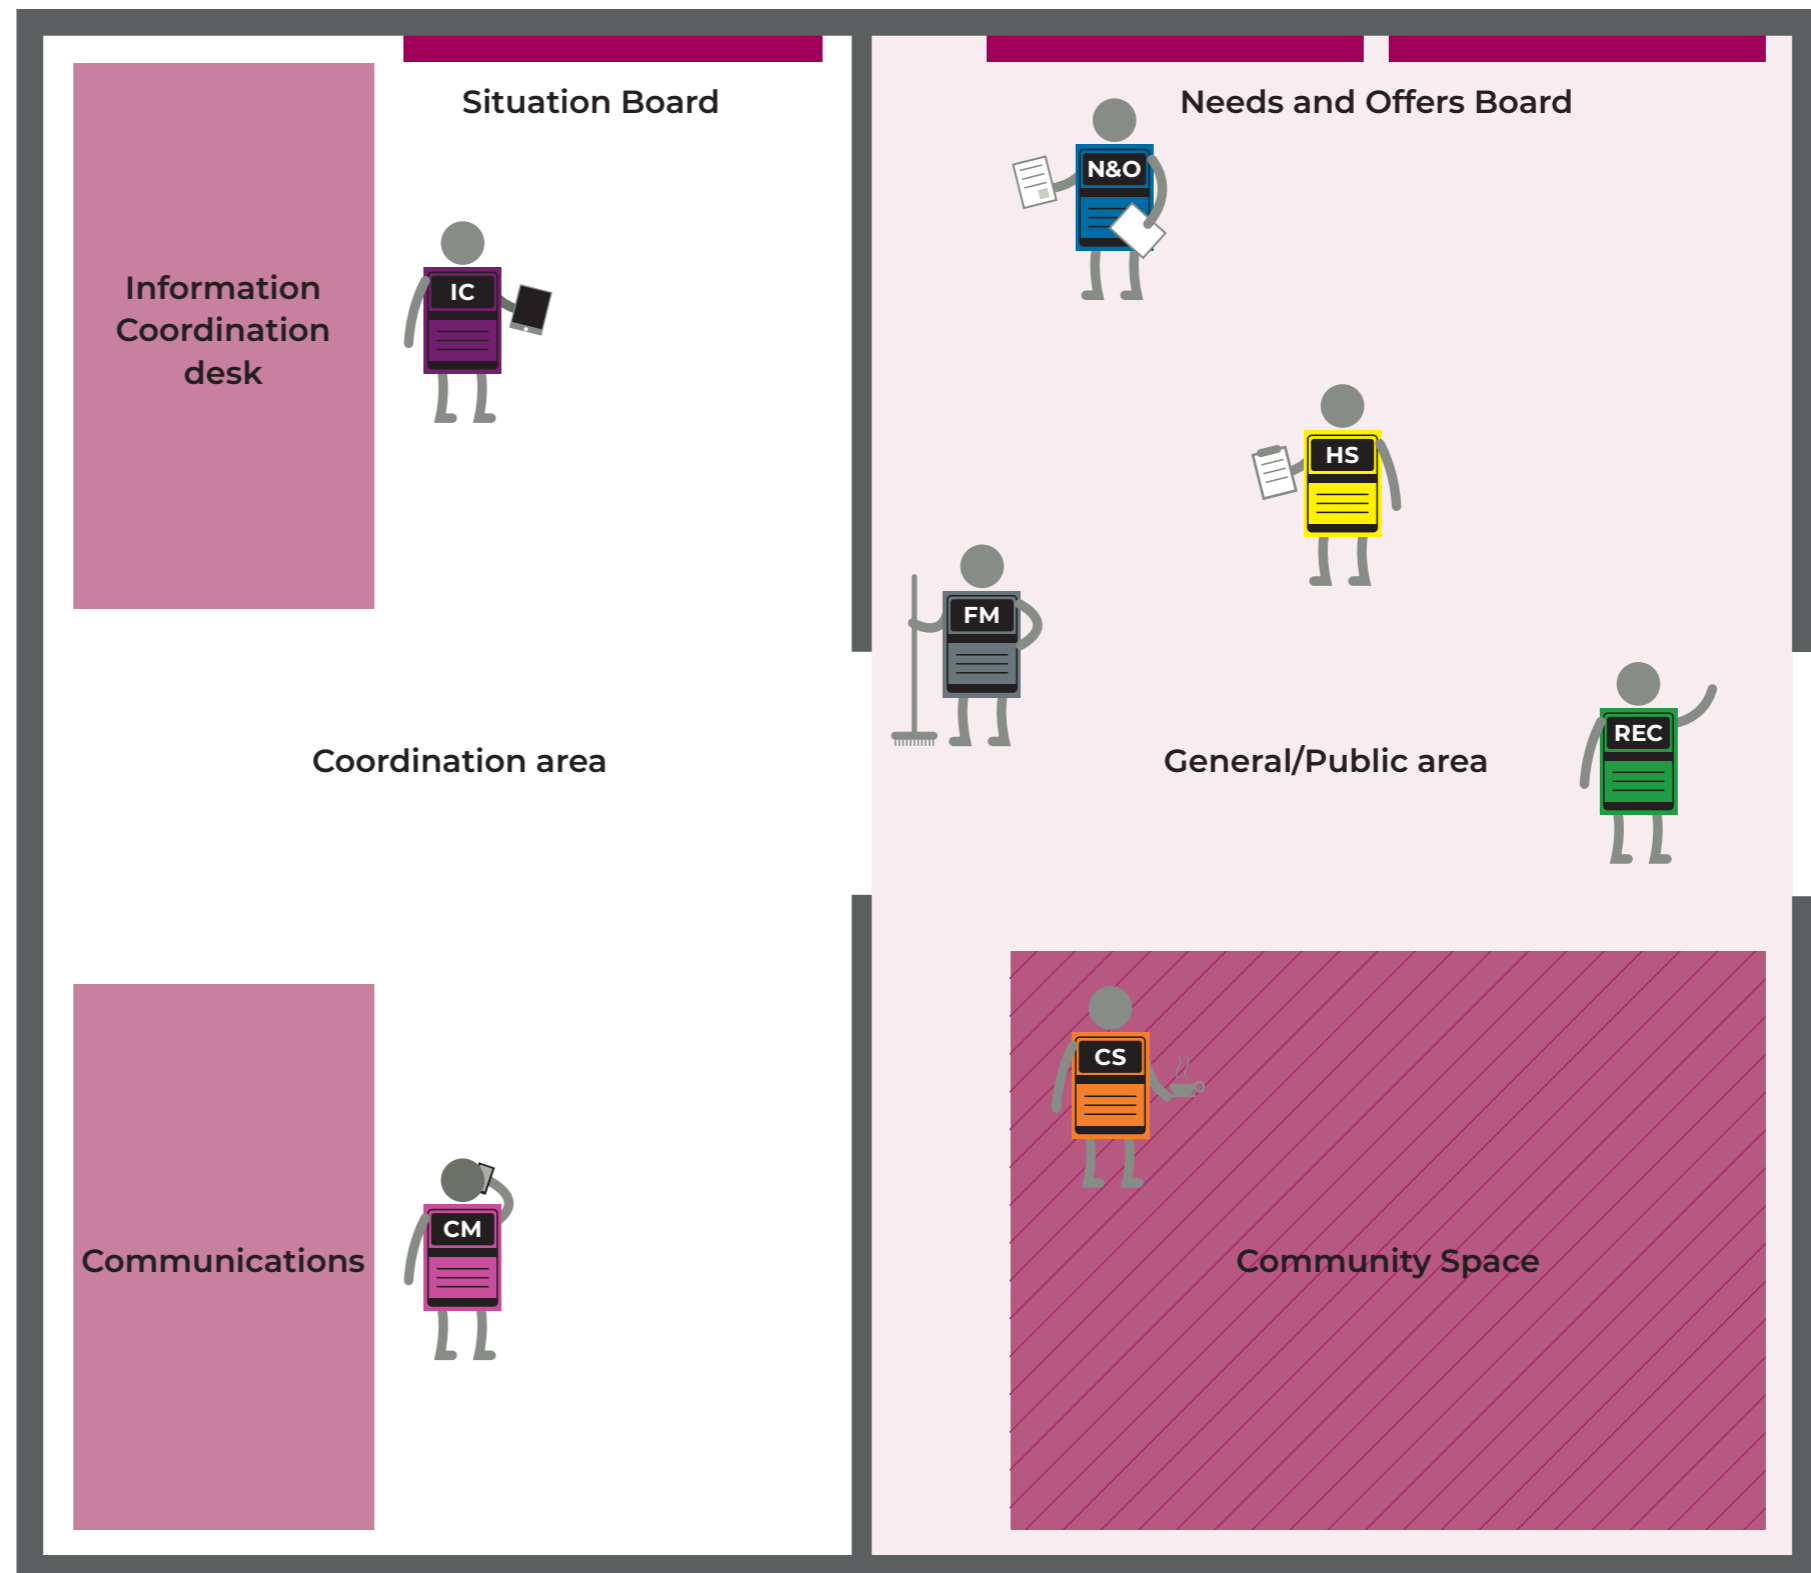 Situation Board
Needs and Offers Board
N&O
Information
Coordination
desk
IC
HS
FM
REC
Coordination area
General/Public area
CS
CM
Communications
Community Space